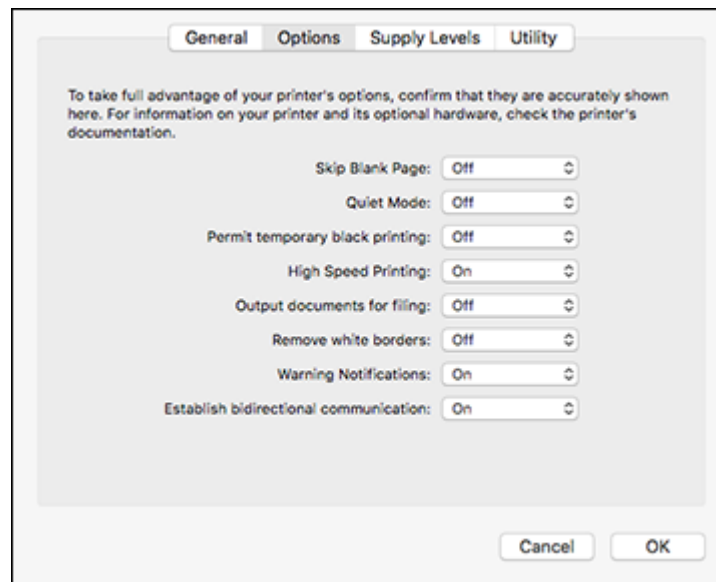 General Options Supply Levels Utility
To take full advantage of your printer's options, confirm that they are accurately shown
here. For information on your printer and its optional hardware, check the printer's
documentation.
Skip Blank Page: Off
Quiet Mode: Off
Permit temporary black printing: Off
High Speed Printing: On
Output documents for filing: Off
Remove white borders: Off
Warning Notifications: On
Establish bidirectional communication: On
Cancel OK